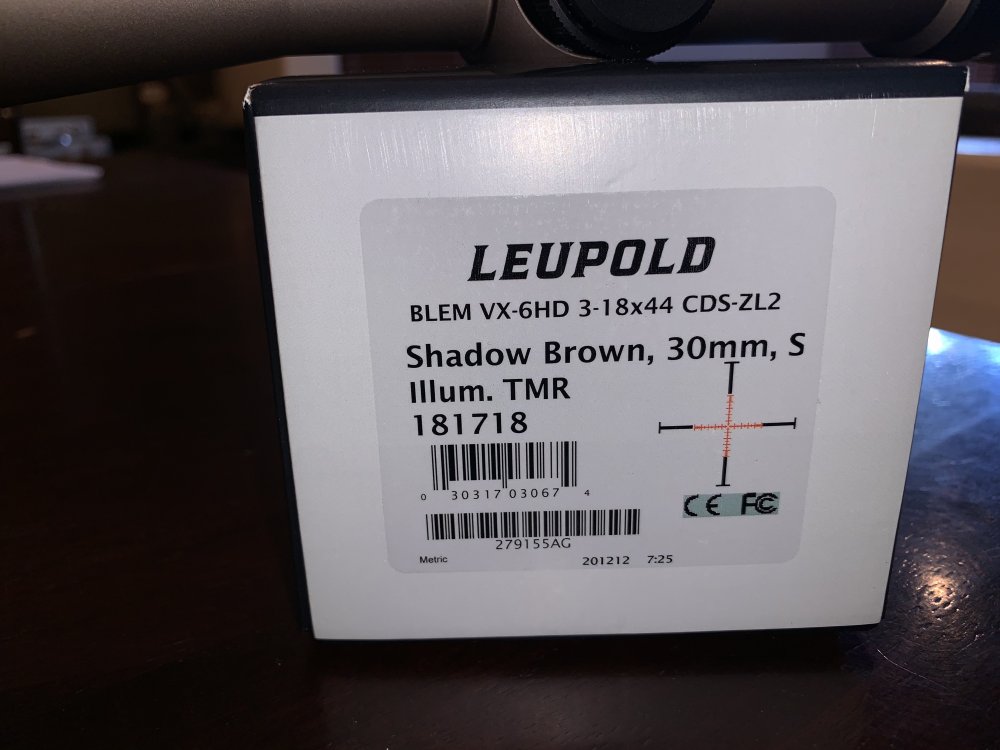 LEUPOLD
BLEM VX-6HD 3-18x44 CDS-ZL2
Shadow Brown, 30mm, S
Illum. TMR
181718
0 30317 03067 4
CE FC
279155AG
Metric 201212 7:25